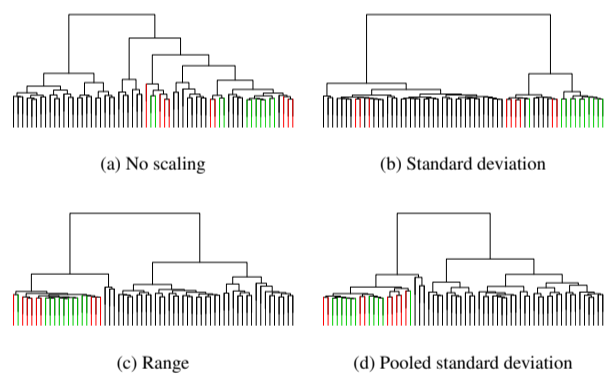 (a) No scaling
(b) Standard deviation
(c) Range
(d) Pooled standard deviation